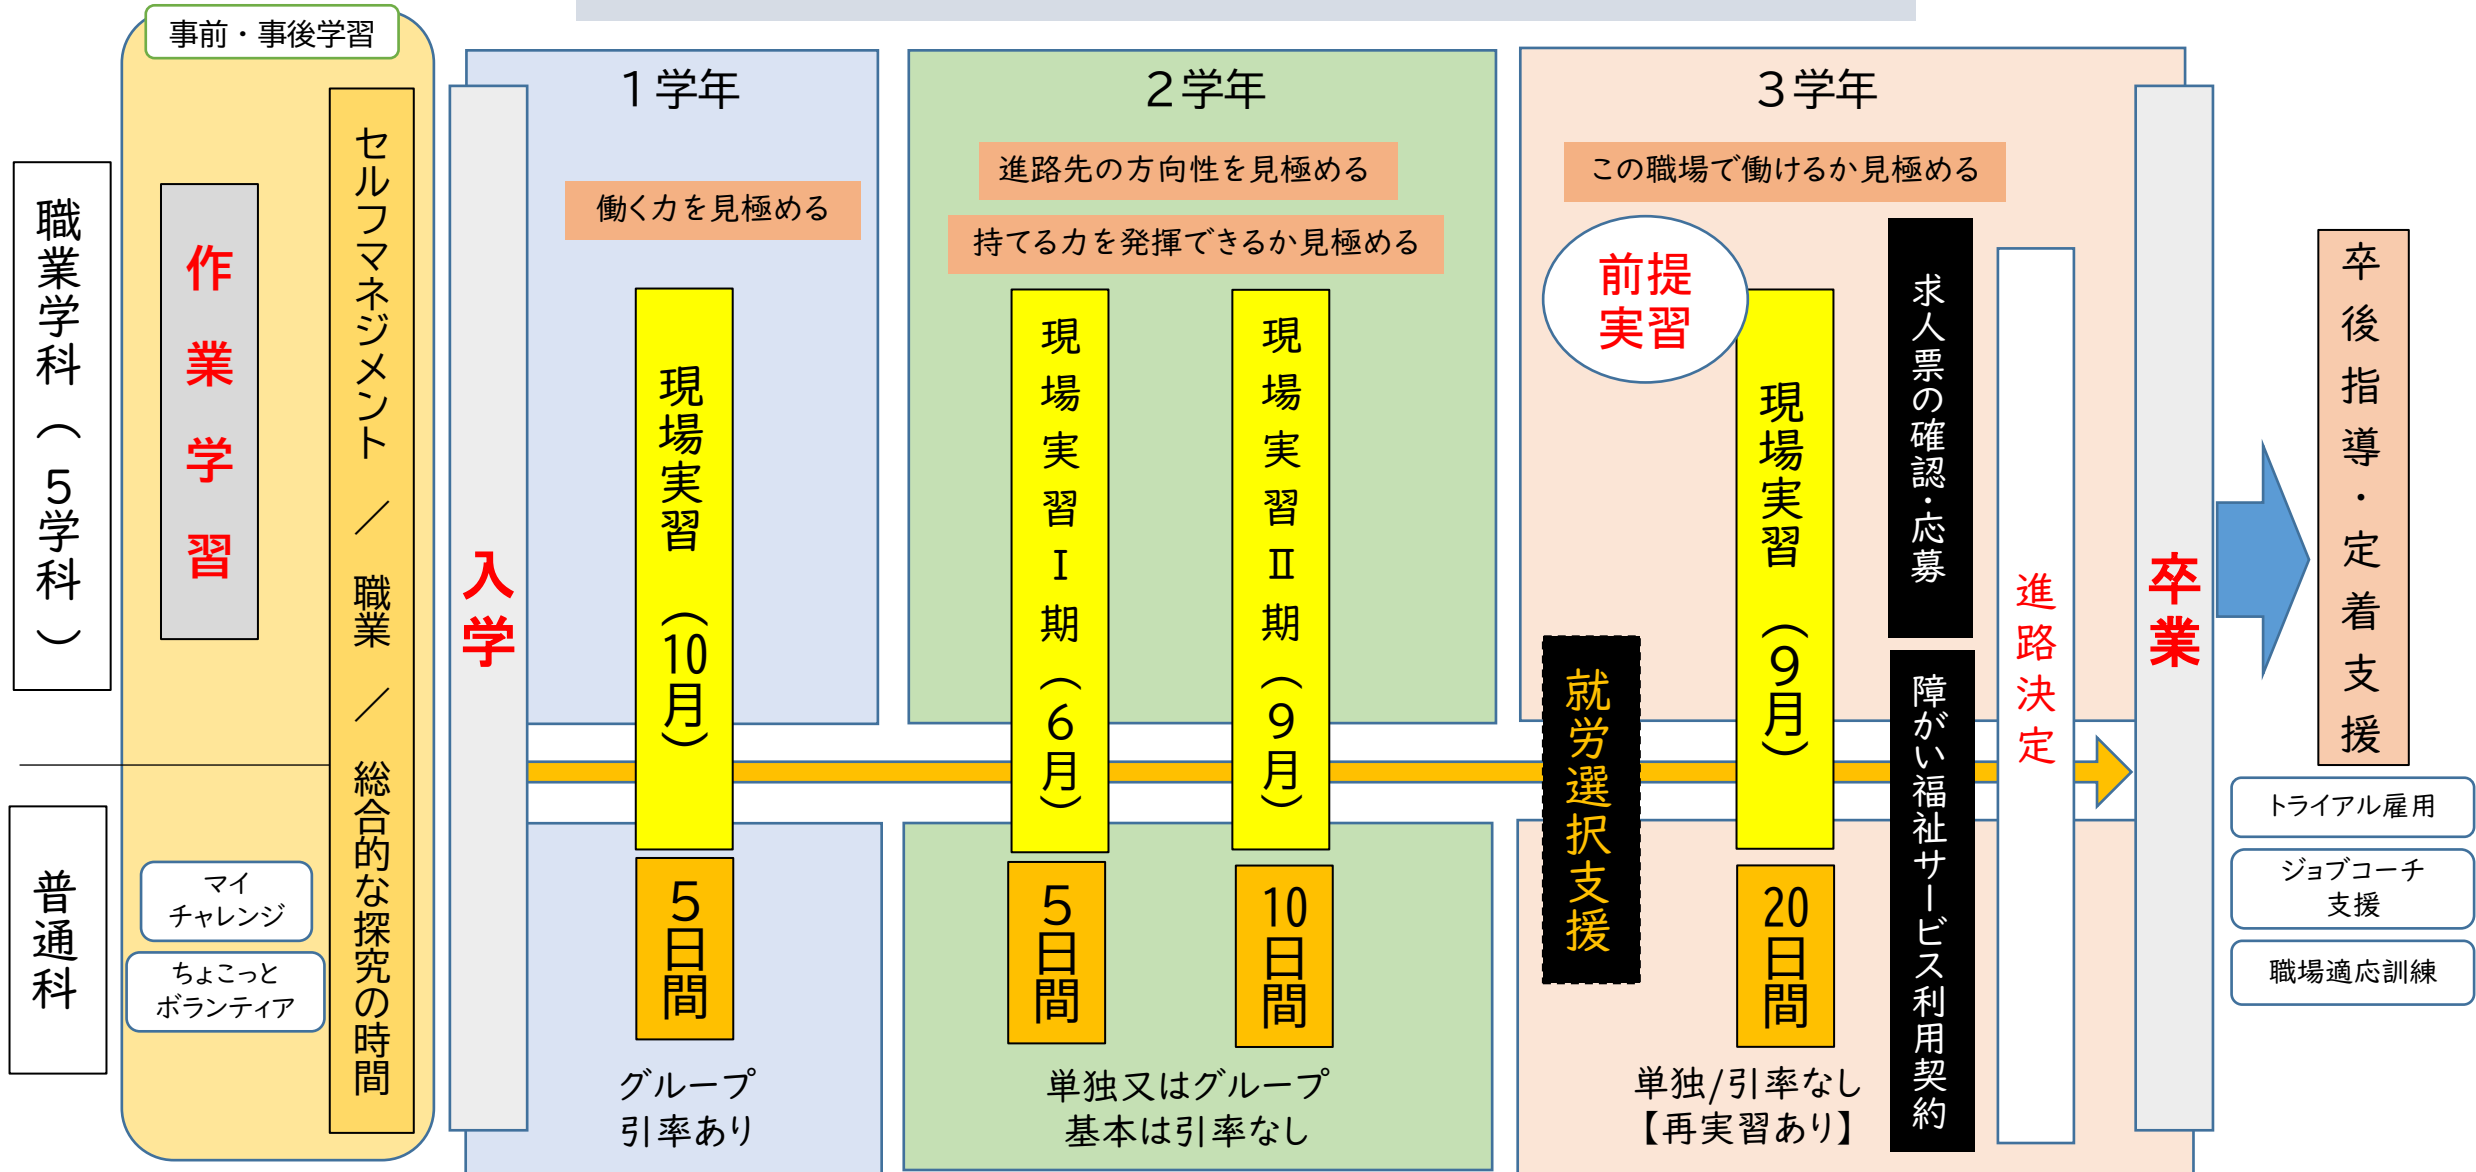 事前・事後学習
職業学科(5学科)
普通科
作業学習
マイ
チャレンジ
ちょこっと
ボランティア
セルフマネジメント / 職業 / 総合的な探究の時間
入学
1学年
働く力を見極める
現場実習 (10月)
5日間
グループ
引率あり
2学年
進路先の方向性を見極める
持てる力を発揮できるか見極める
現場実習Ⅰ期(6月)
5日間
現場実習Ⅱ期(9月)
10日間
単独又はグループ
基本は引率なし
3学年
この職場で働けるか見極める
前提
実習
就労選択支援
現場実習 (9月)
20日間
単独/引率なし
【再実習あり】
求人票の確認・応募
障がい福祉サービス利用契約
進路決定
卒業
卒後指導・定着支援
トライアル雇用
ジョブコーチ
支援
職場適応訓練